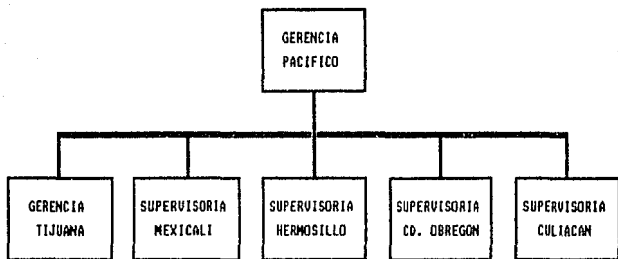 GERENCIA
PACIFICO
GERENCIA
TIJUANA
SUPERVISORIA
MEXICALI
SUPERVISORIA
HERMOSILLO
SUPERVISORIA
CD. OBREGON
SUPERVISORIA
CULIACAN